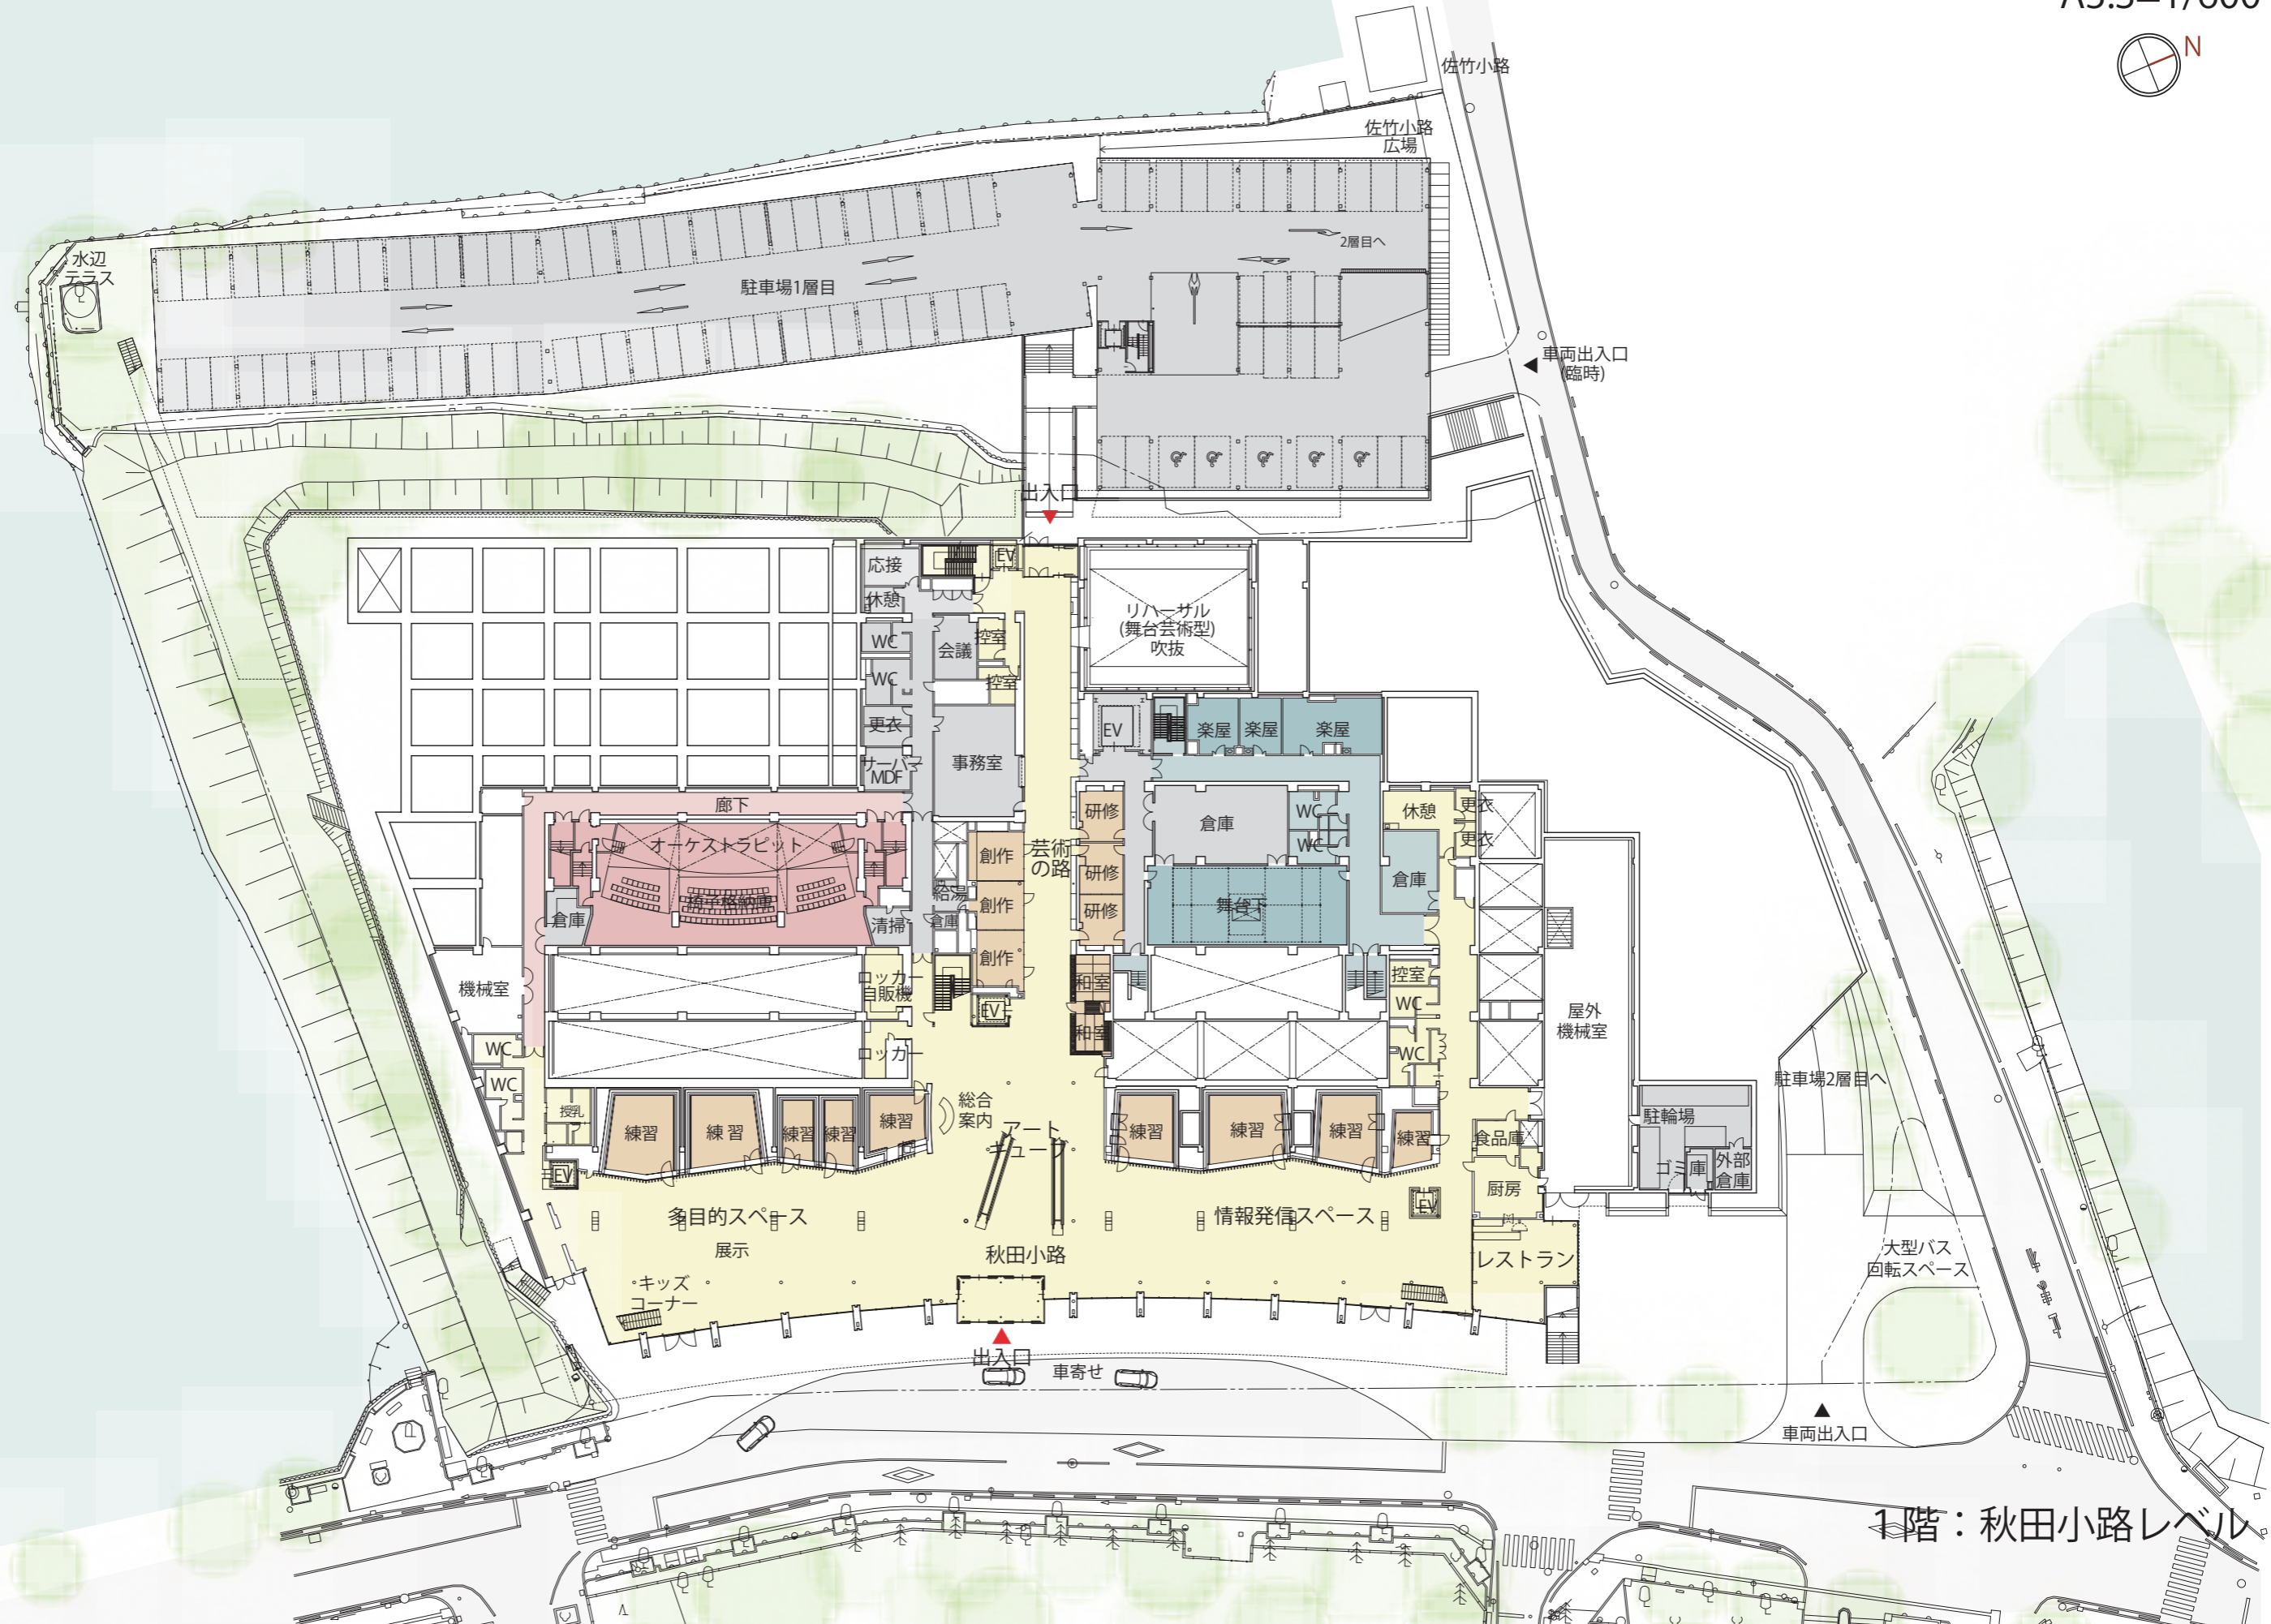 N
佐竹小路
佐竹小路
広場
2層目へ
水辺
テラス
駐車場1層目
車両出入口
(臨時)
出入口
応接
EV
休憩
リハーサル
(舞台芸術型)
吹抜
WC
会議
控室
WC
控室
更衣
EV
楽屋
楽屋
楽屋
サーバー
MDF
事務室
廊下
研修
倉庫
WC
休憩
更衣
オーケストラピット
創作
芸術
の路
WC
更衣
研修
倉庫
椅子格納庫
給湯
創作
研修
舞台下
倉庫
清掃
倉庫
創作
機械室
ロッカー
自販機
和室
控室
EV
WC
屋外
機械室
和室
WC
ロッカー
WC
WC
駐車場2層目へ
授乳
総合
案内
駐輪場
練習
練習
練習
練習
練習
アート
キューブ
練習
練習
練習
練習
食品庫
ゴミ庫
外部
倉庫
EV
厨房
EV
多目的スペース
情報発信スペース
展示
秋田小路
レストラン
大型バス
回転スペース
キッズ
コーナー
出入口
車寄せ
車両出入口
1階：秋田小路レベル